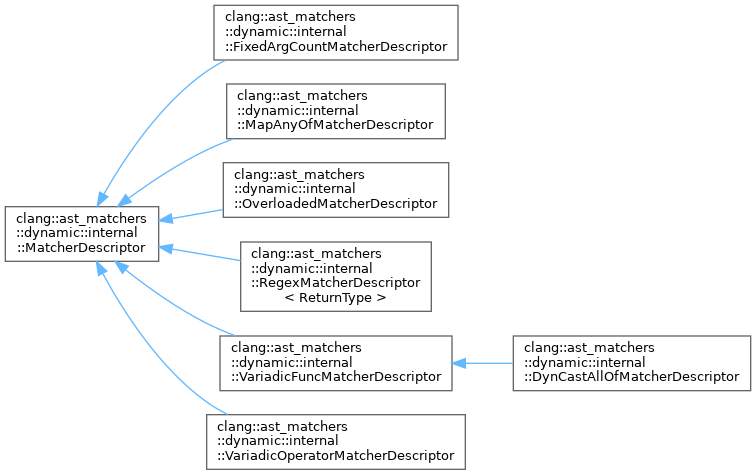 clang::ast_matchers
::dynamic::internal
::FixedArgCountMatcherDescriptor
clang::ast_matchers
::dynamic::internal
::MapAnyOfMatcherDescriptor
clang::ast_matchers
::dynamic::internal
::OverloadedMatcherDescriptor
clang::ast_matchers
::dynamic::internal
::MatcherDescriptor
clang::ast_matchers
::dynamic::internal
::RegexMatcherDescriptor
< ReturnType >
clang::ast_matchers
::dynamic::internal
::VariadicFuncMatcherDescriptor
clang::ast_matchers
::dynamic::internal
::DynCastAllOfMatcherDescriptor
clang::ast_matchers
::dynamic::internal
::VariadicOperatorMatcherDescriptor